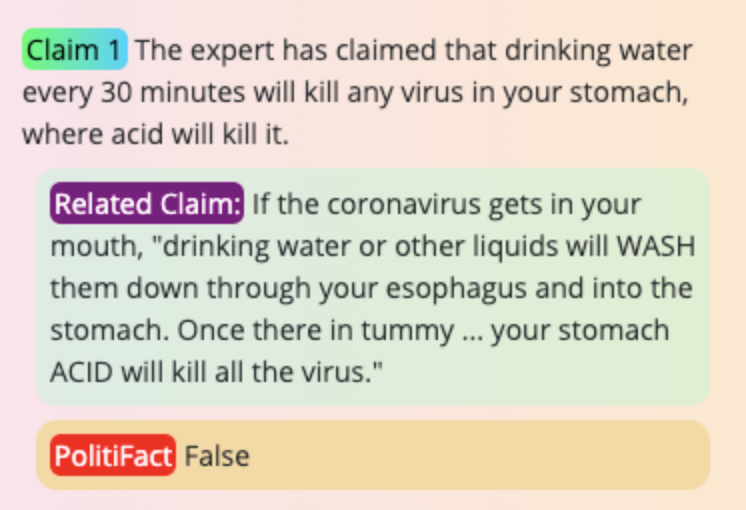 Claim 1 The expert has claimed that drinking water
every 30 minutes will kill any virus in your stomach,
where acid will kill it.
Related Claim: If the coronavirus gets in your
mouth, "drinking water or other liquids will WASH
them down through your esophagus and into the
stomach. Once there in tummy ... your stomach
ACID will kill all the virus."
PolitiFact False